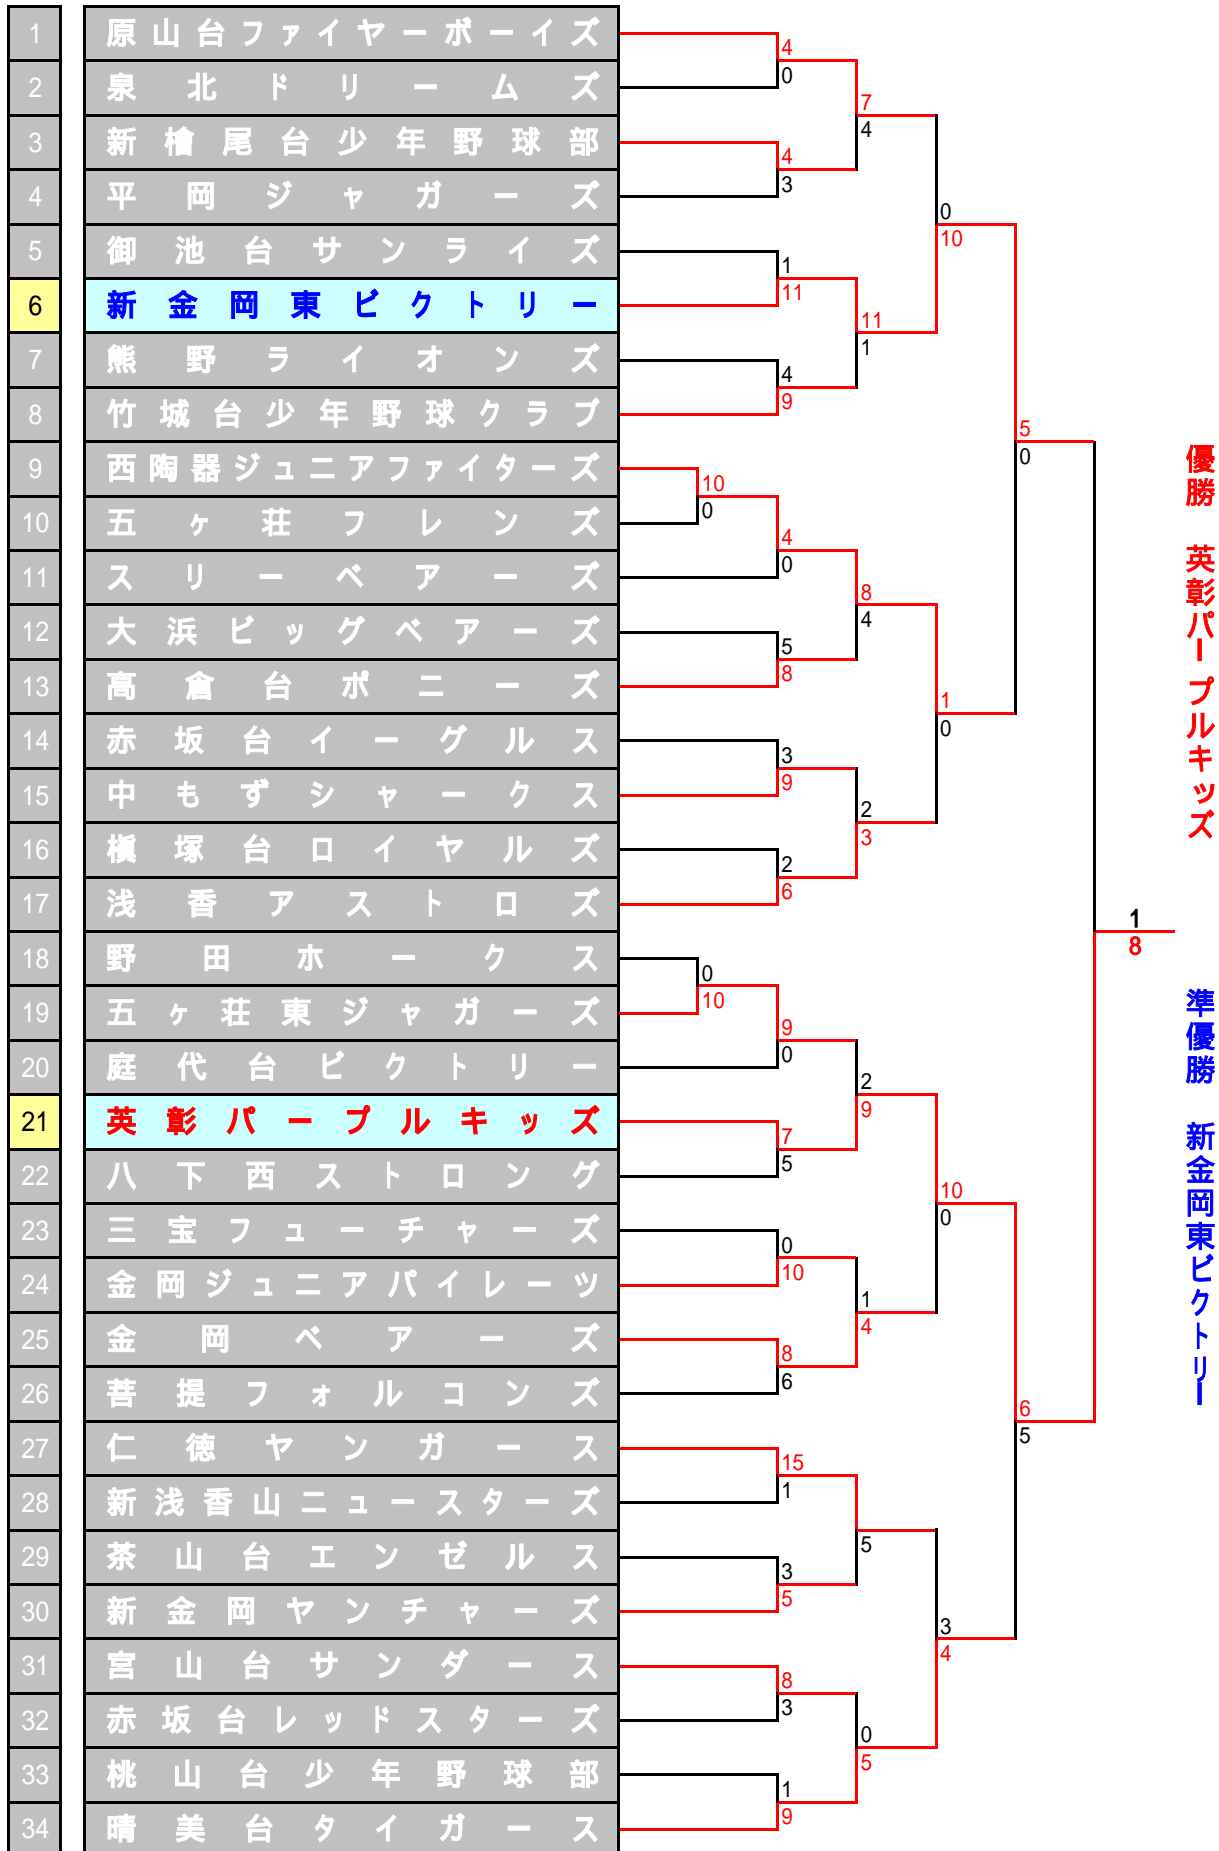 1 原山台ファイヤーボーイズ
2 泉北ドリームズ
3 新檜尾台少年野球部
4 平岡ジャガーズ
5 御池台サンライズ
6 新金岡東ビクトリー
7 熊野ライオンズ
8 竹城台少年野球クラブ
9 西陶器ジュニアファイターズ
10 五ヶ荘フレンズ
11 スリーベアーズ
12 大浜ビッグベアーズ
13 高倉台ポニーズ
14 赤坂台イーグルス
15 中もずシャークス
16 槇塚台ロイヤルズ
17 浅香アストロズ
18 野田ホークス
19 五ヶ荘東ジャガーズ
20 庭代台ビクトリー
21 英彰パープルキッズ
22 八下西ストロング
23 三宝フューチャーズ
24 金岡ジュニアパイレーツ
25 金岡ベアーズ
26 菩提フォルコンズ
27 仁徳ヤンガース
28 新浅香山ニュースターズ
29 茶山台エンゼルス
30 新金岡ヤンチャーズ
31 宮山台サンダース
32 赤坂台レッドスターズ
33 桃山台少年野球部
34 晴美台タイガース
10
0
0
10
4
0
4
3
1
11
4
9
4
0
5
8
3
9
2
6
9
0
7
5
0
10
8
6
15
1
3
5
8
3
1
9
7
4
11
1
8
4
2
3
2
9
1
4
5
0
5
0
10
1
0
10
0
3
4
5
0
6
5
1
8
優勝 英彰パープルキッズ
準優勝 新金岡東ビクトリー